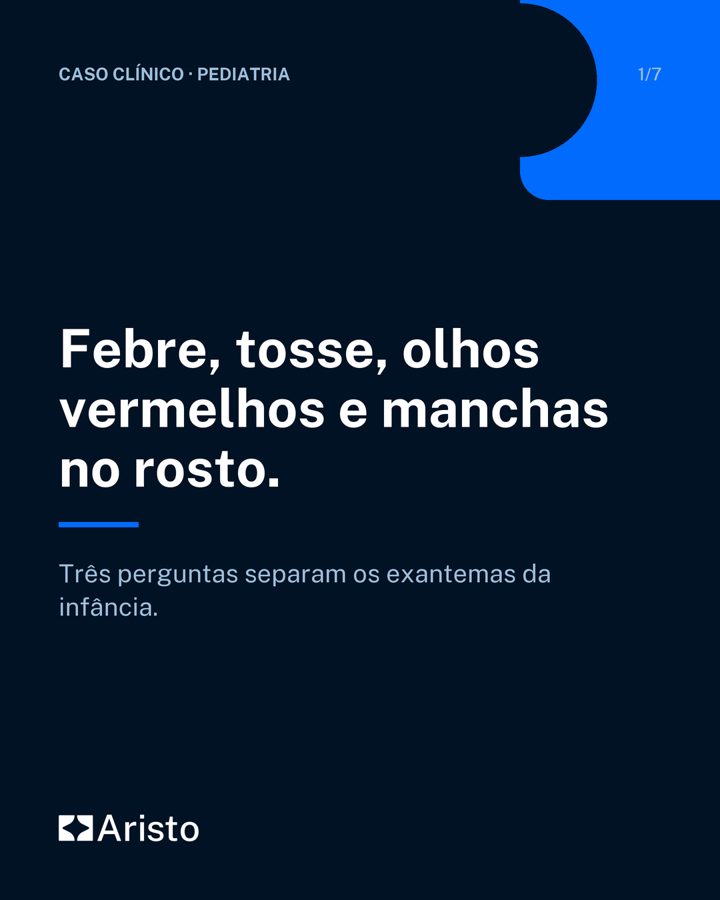 CASO CLÍNICO · PEDIATRIA
1/7
Febre, tosse, olhos
vermelhos e manchas
no rosto.
Três perguntas separam os exantemas da
infância.
Aristo